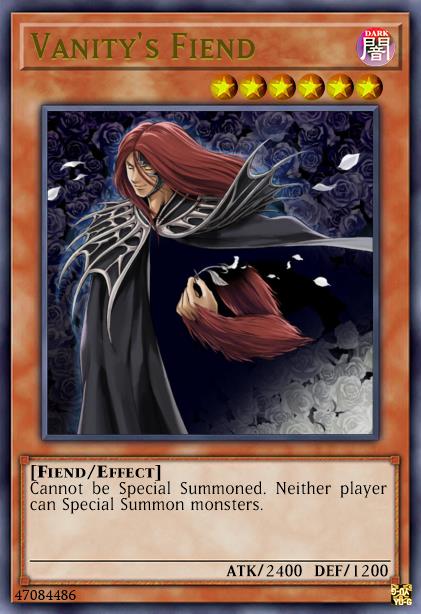 Vanity's Fiend
DARK
闇
[Fiend/Effect]
Cannot be Special Summoned. Neither player
can Special Summon monsters.
ATK/2400 DEF/1200
47084486